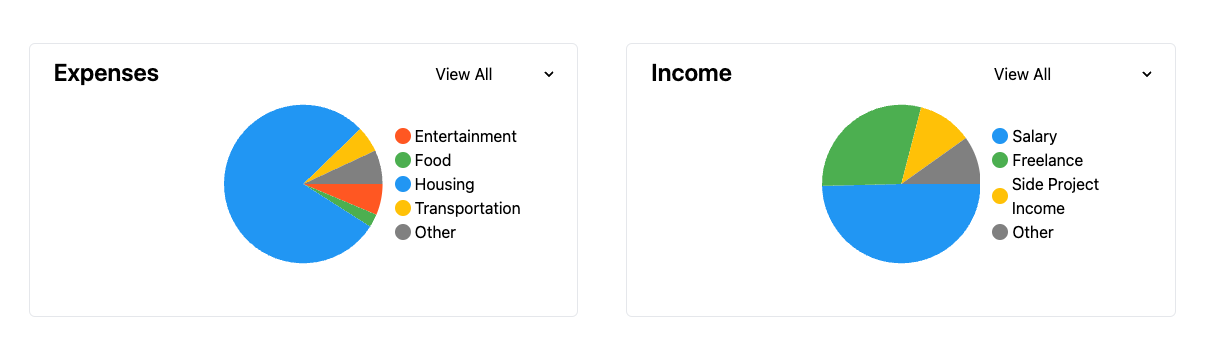 Expenses
View All
Entertainment
Food
Housing
Transportation
Other
Income
View All
Salary
Freelance
Side Project
Income
Other